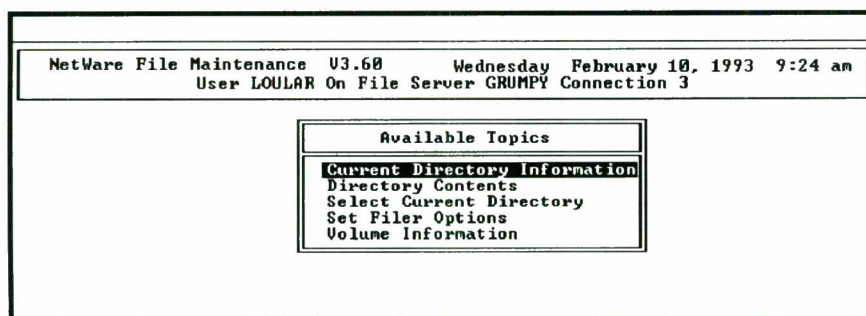 NetWare File Maintenance V3.60 Wednesday February 10, 1993 9:24 am
User LOULAR On File Server GRUMPY Connection 3
Available Topics
Current Directory Information
Directory Contents
Select Current Directory
Set Filer Options
Volume Information